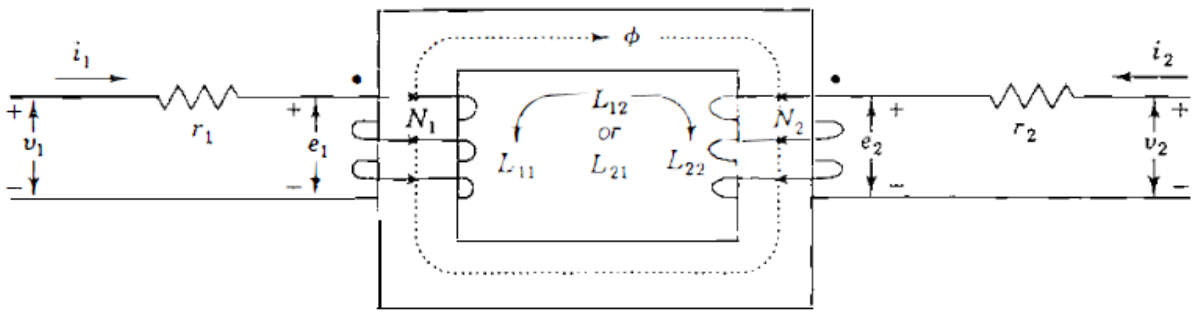 ϕ
i₁
i₂
+
r₁
+
N₁
L₁₂
N₂
+
r₂
+
v₁
e₁
or
e₂
v₂
L₁₁
L₂₁
L₂₂
−
−
−
−